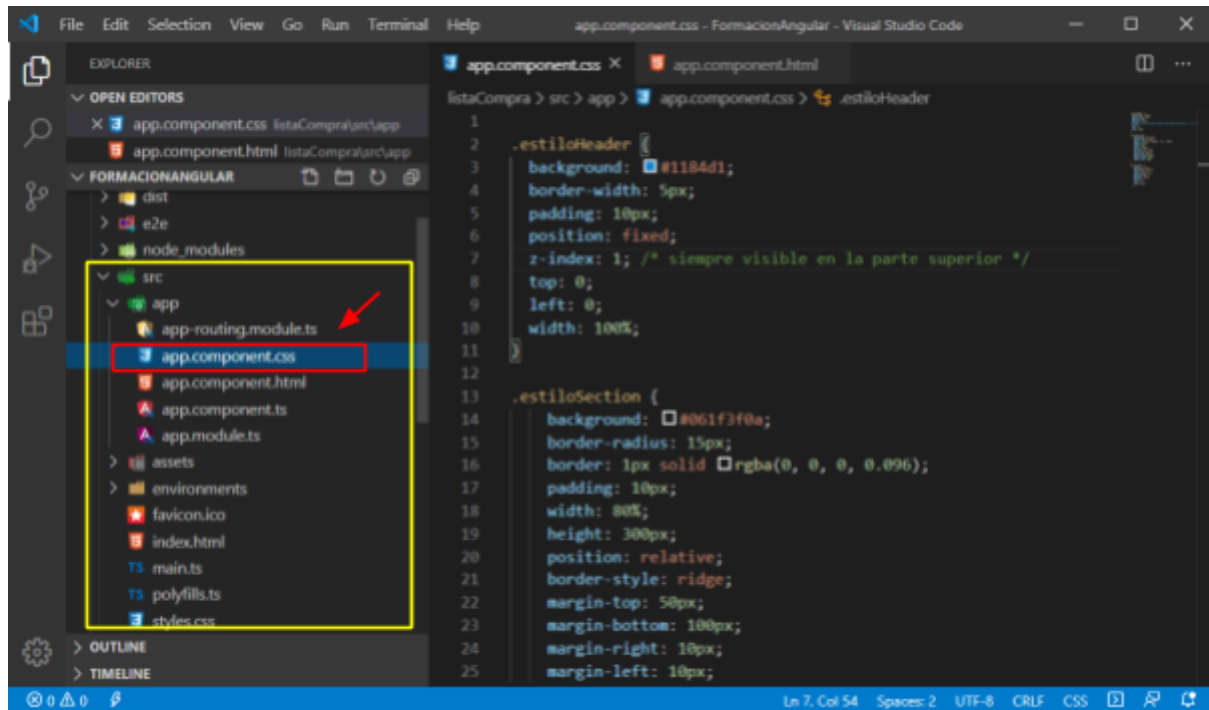 File Edit Selection View Go Run Terminal Help app.component.css - FormacionAngular - Visual Studio Code
EXPLORER
OPEN EDITORS
app.component.css listaCompra\src\app
app.component.html listaCompra\src\app
FORMACIONANGULAR
dist
e2e
node_modules
src
app
app-routing.module.ts
app.component.css
app.component.html
app.component.ts
app.module.ts
assets
environments
favicon.ico
index.html
TS main.ts
TS polyfills.ts
styles.css
OUTLINE
TIMELINE
app.component.css app.component.html
listaCompra > src > app > app.component.css > .estiloHeader
1
2 .estiloHeader {
3 background: #1184d1;
4 border-width: 5px;
5 padding: 10px;
6 position: fixed;
7 z-index: 1; /* siempre visible en la parte superior */
8 top: 0;
9 left: 0;
10 width: 100%;
11 }
12
13 .estiloSection {
14 background: #061f3f0a;
15 border-radius: 15px;
16 border: 1px solid rgba(0, 0, 0, 0.096);
17 padding: 10px;
18 width: 80%;
19 height: 300px;
20 position: relative;
21 border-style: ridge;
22 margin-top: 50px;
23 margin-bottom: 100px;
24 margin-right: 10px;
25 margin-left: 10px;
0 0 Ln 7, Col 54 Spaces: 2 UTF-8 CRLF CSS